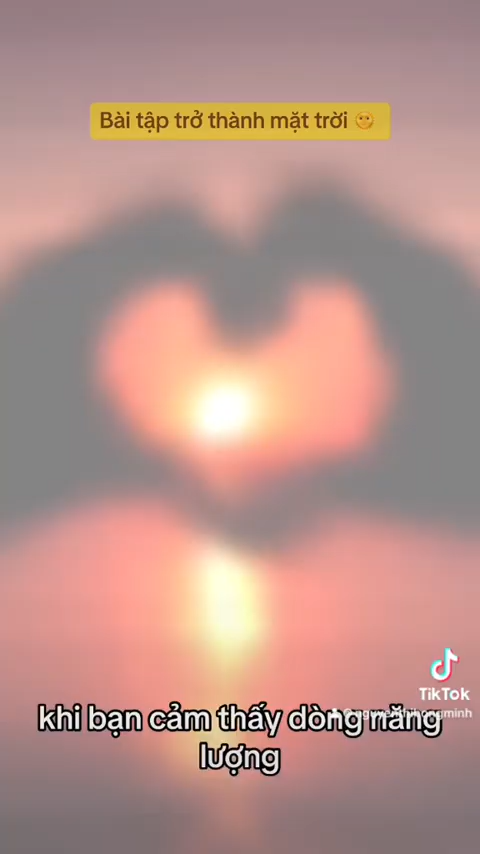 Bài tập trở thành mặt trời
TikTok
khi bạn cảm thấy dòng năng
lượng